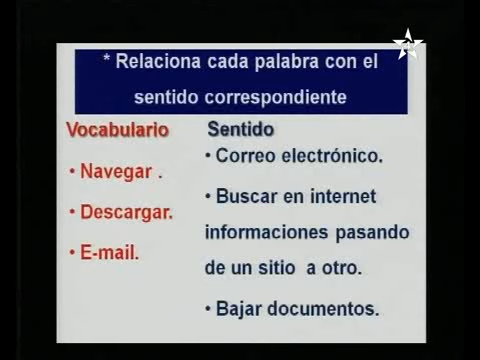 * Relaciona cada palabra con el
sentido correspondiente
Vocabulario
• Navegar .
• Descargar.
• E-mail.
Sentido
• Correo electrónico.
• Buscar en internet
informaciones pasando
de un sitio a otro.
• Bajar documentos.